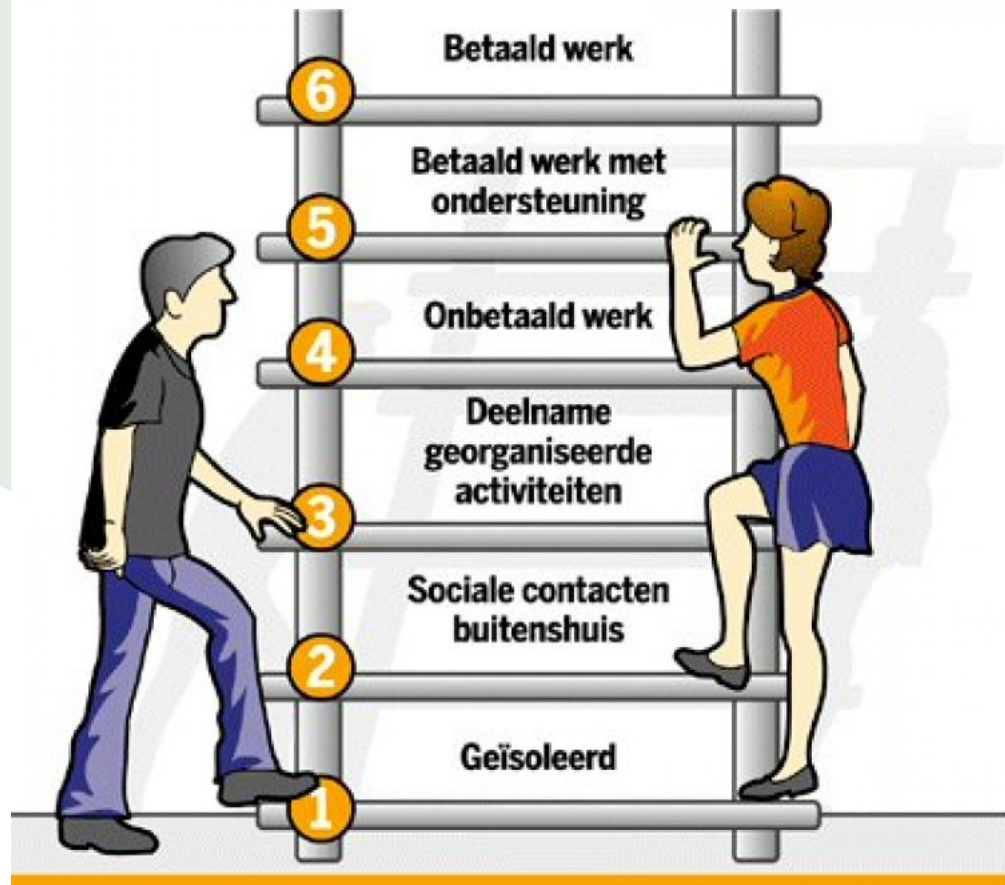 Betaald werk
6
Betaald werk met
ondersteuning
5
Onbetaald werk
4
Deelname
georganiseerde
activiteiten
3
Sociale contacten
buitenshuis
2
Geïsoleerd
1